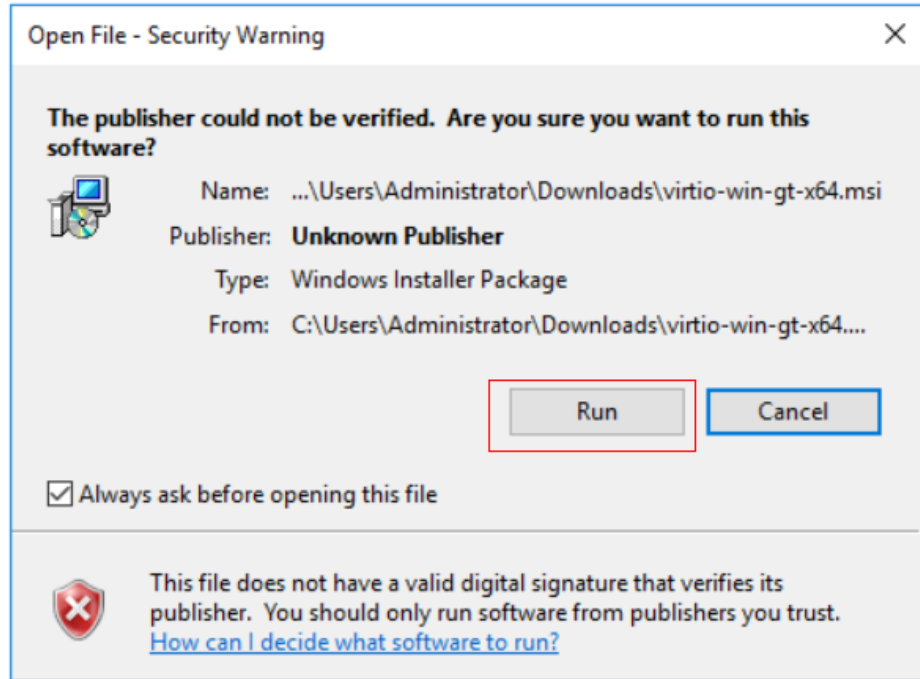 Open File - Security Warning
The publisher could not be verified.  Are you sure you want to run this
software?
Name: ...\Users\Administrator\Downloads\virtio-win-gt-x64.msi
Publisher: Unknown Publisher
Type: Windows Installer Package
From: C:\Users\Administrator\Downloads\virtio-win-gt-x64....
Run Cancel
Always ask before opening this file
This file does not have a valid digital signature that verifies its
publisher.  You should only run software from publishers you trust.
How can I decide what software to run?